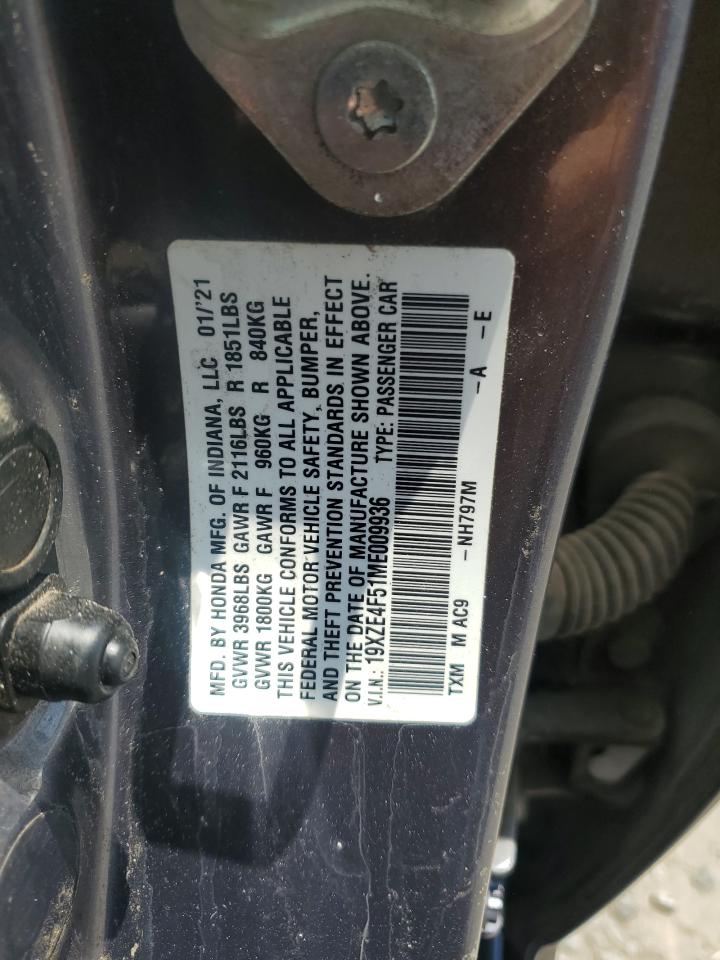 MFD. BY HONDA MFG. OF INDIANA, LLC 01/'21
GVWR 3968LBS GAWR F 2116LBS R 1851LBS
GVWR 1800KG GAWR F 960KG R 840KG
THIS VEHICLE CONFORMS TO ALL APPLICABLE
FEDERAL MOTOR VEHICLE SAFETY, BUMPER,
AND THEFT PREVENTION STANDARDS IN EFFECT
ON THE DATE OF MANUFACTURE SHOWN ABOVE.
V.I.N.: 19XZE4F51ME009936 TYPE: PASSENGER CAR
TXM M AC9 - NH797M - A - E